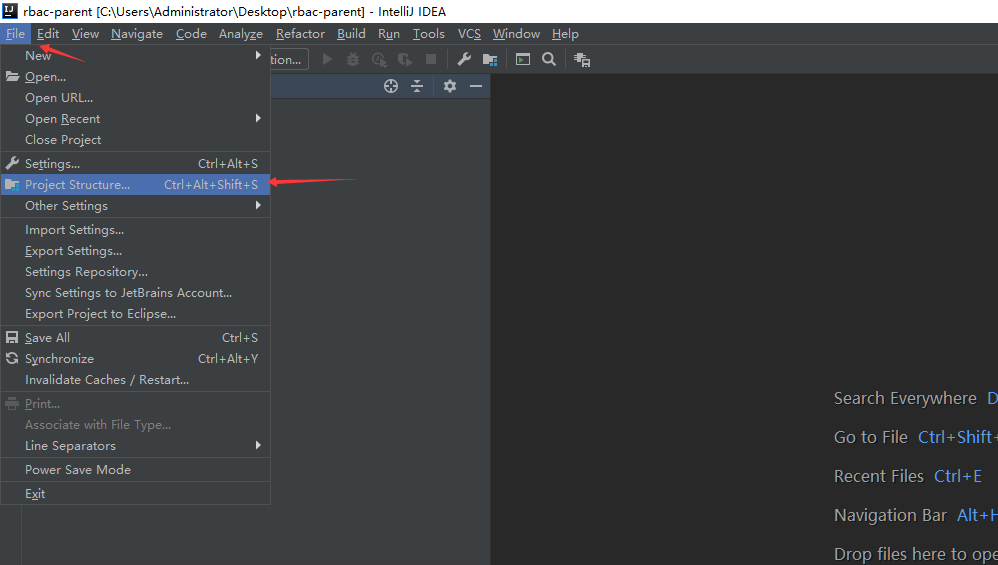 rbac-parent [C:\Users\Administrator\Desktop\rbac-parent] - IntelliJ IDEA
File Edit View Navigate Code Analyze Refactor Build Run Tools VCS Window Help
New
tion...
Open...
Open URL...
Open Recent
Close Project
Settings... Ctrl+Alt+S
Project Structure... Ctrl+Alt+Shift+S
Other Settings
Import Settings...
Export Settings...
Settings Repository...
Sync Settings to JetBrains Account...
Export Project to Eclipse...
Save All Ctrl+S
Synchronize Ctrl+Alt+Y
Invalidate Caches / Restart...
Print...
Associate with File Type...
Line Separators
Power Save Mode
Exit
Search Everywhere D
Go to File Ctrl+Shift+
Recent Files Ctrl+E
Navigation Bar Alt+H
Drop files here to ope